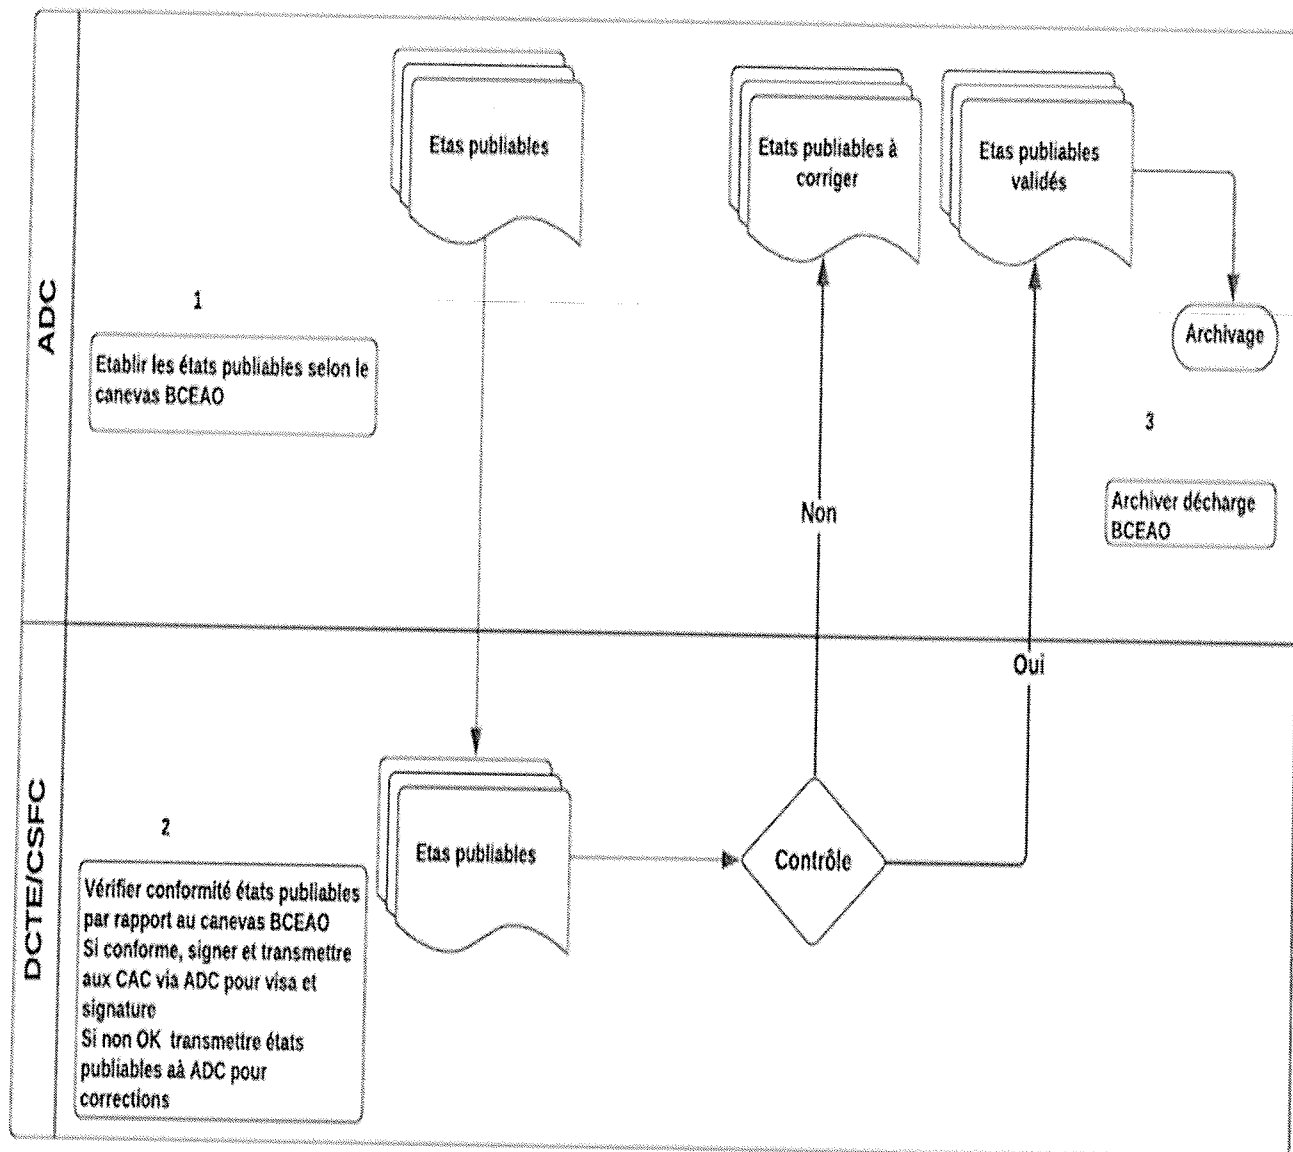 ADC
Etas publiables
Etats publiables à
corriger
Etas publiables
validés
1
Archivage
Etablir les états publiables selon le
canevas BCEAO
3
Archiver décharge
BCEAO
Non
Oui
DCTE/CSFC
2
Etas publiables
Contrôle
Vérifier conformité états publiables
par rapport au canevas BCEAO
Si conforme, signer et transmettre
aux CAC via ADC pour visa et
signature
Si non OK transmettre états
publiables aà ADC pour
corrections